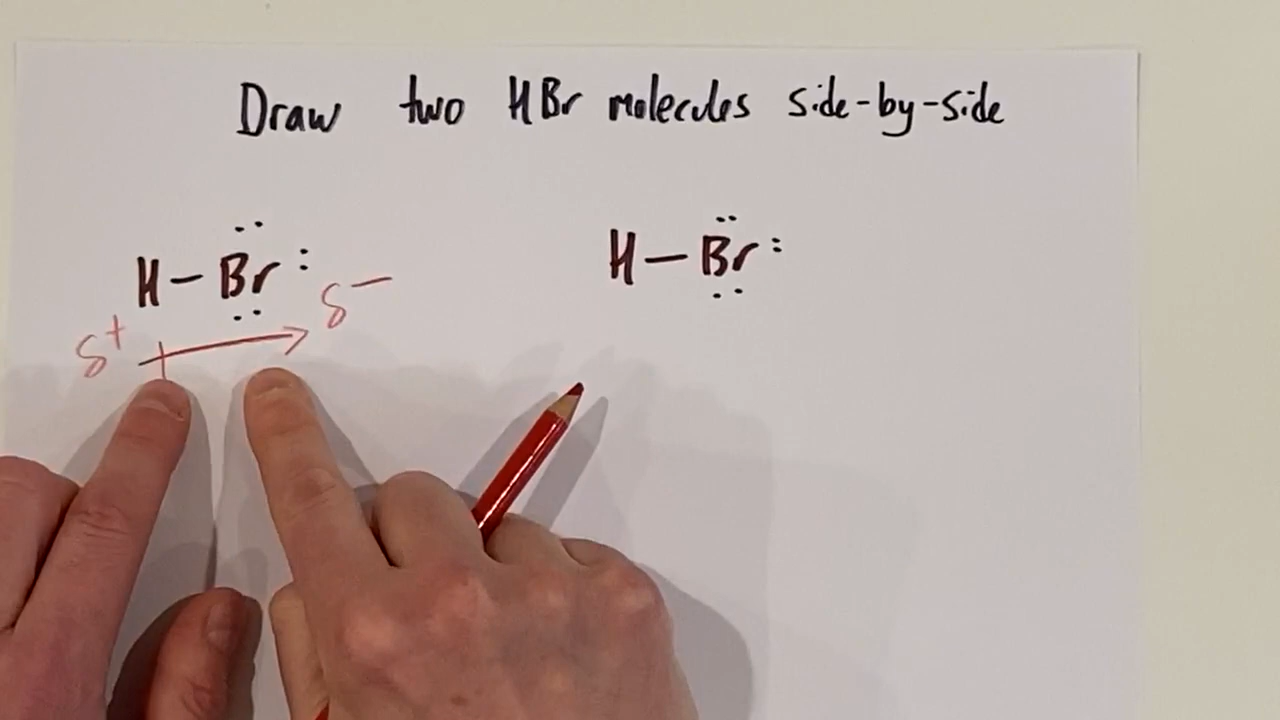 Draw two HBr molecules side-by-side
H-Br: H-Br:
δ+ δ-